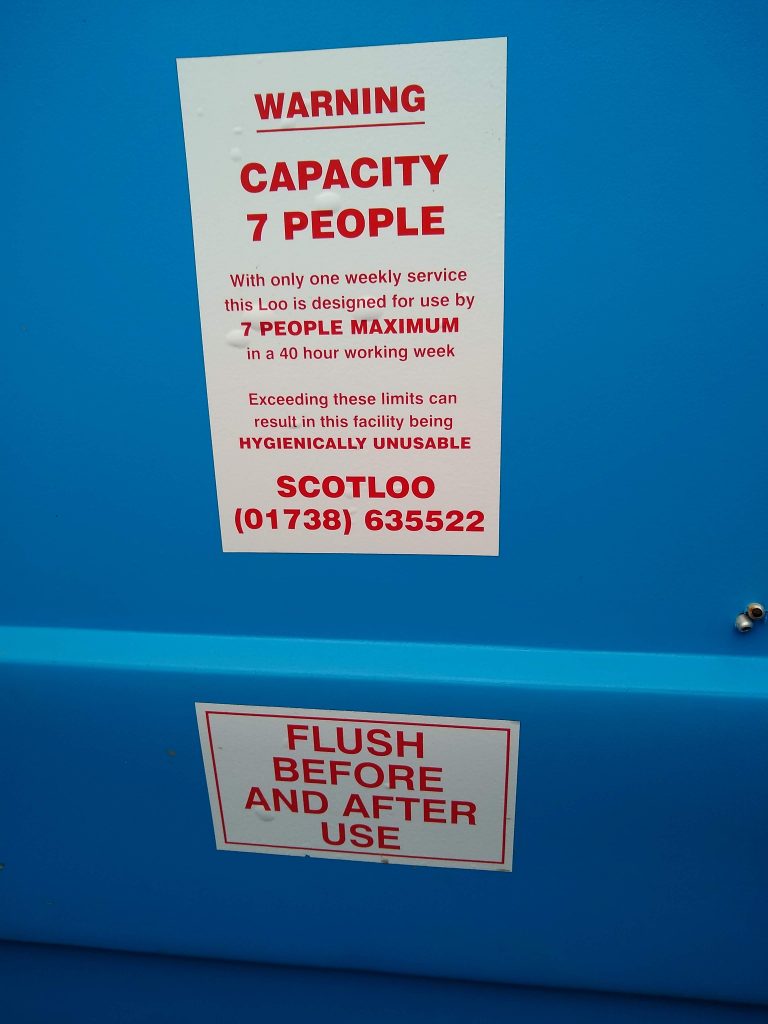 WARNING
CAPACITY
7 PEOPLE
With only one weekly service
this Loo is designed for use by
7 PEOPLE MAXIMUM
in a 40 hour working week
Exceeding these limits can
result in this facility being
HYGIENICALLY UNUSABLE
SCOTLOO
(01738) 635522
FLUSH
BEFORE
AND AFTER
USE